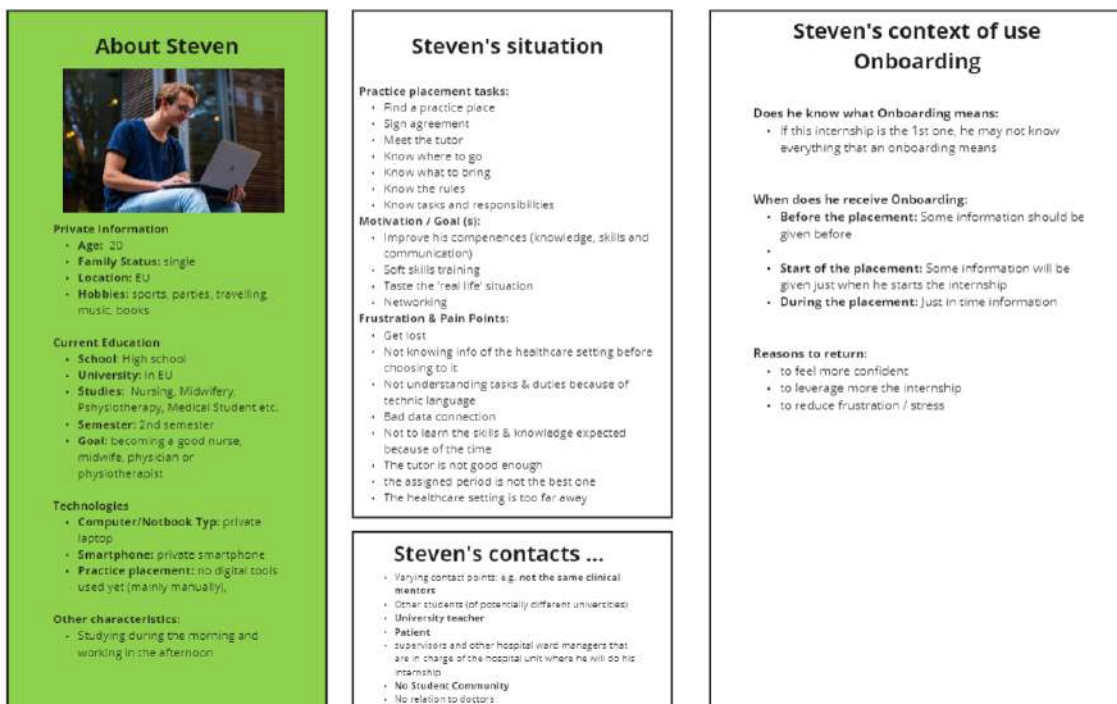 About Steven
Private Information
• Age: 20
• Family Status: single
• Location: EU
• Hobbies: sports, parties, travelling,
music, books
Current Education
• School: High school
• University: in EU
• Studies: Nursing, Midwifery,
Pshysiotherapy, Medical Student etc.
• Semester: 2nd semester
• Goal: becoming a good nurse,
midwife, physician or
physiotherapist
Technologies
• Computer/Notbook Typ: private
laptop
• Smartphone: private smartphone
• Practice placement: no digital tools
used yet (mainly manually),
Other characteristics:
• Studying during the morning and
working in the afternoon
Steven's situation
Practice placement tasks:
• Find a practice place
• Sign agreement
• Meet the tutor
• Know where to go
• Know what to bring
• Know the rules
• Know tasks and responsibilities
Motivation / Goal (s):
• Improve his compenences (knowledge, skills and
communication)
• Soft skills training
• Taste the 'real life' situation
• Networking
Frustration & Pain Points:
• Get lost
• Not knowing info of the healthcare setting before
choosing to it
• Not understanding tasks & duties because of
technic language
• Bad data connection
• Not to learn the skills & knowledge expected
because of the time
• The tutor is not good enough
• the assigned period is not the best one
• The healthcare setting is too far away
Steven's contacts ...
• Varying contact points: e.g. not the same clinical
mentors
• Other students (of potentially different universities)
• University teacher
• Patient
• supervisors and other hospital ward managers that
are in charge of the hospital unit where he will do his
internship
• No Student Community
• No relation to doctors
Steven's context of use
Onboarding
Does he know what Onboarding means:
• If this internship is the 1st one, he may not know
everything that an onboarding means
When does he receive Onboarding:
• Before the placement: Some information should be
given before
•
• Start of the placement: Some information will be
given just when he starts the internship
• During the placement: Just in time information
Reasons to return:
• to feel more confident
• to leverage more the internship
• to reduce frustration / stress